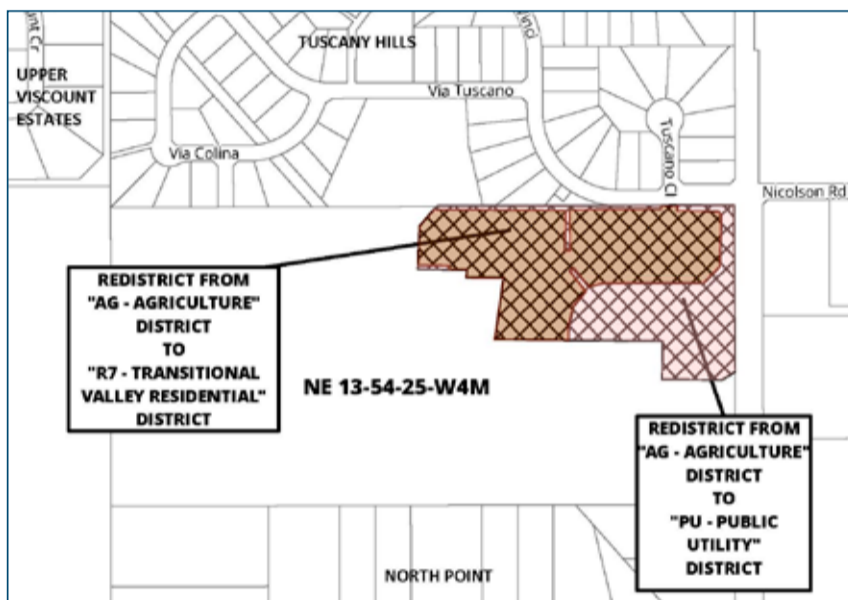 TUSCANY HILLS
UPPER
VISCOUNT
ESTATES
Via Tuscano
Via Colina
Tuscano Cl
Nicolson Rd
REDISTRICT FROM
"AG - AGRICULTURE"
DISTRICT
TO
"R7 - TRANSITIONAL
VALLEY RESIDENTIAL"
DISTRICT
NE 13-54-25-W4M
REDISTRICT FROM
"AG - AGRICULTURE"
DISTRICT
TO
"PU - PUBLIC
UTILITY"
DISTRICT
NORTH POINT